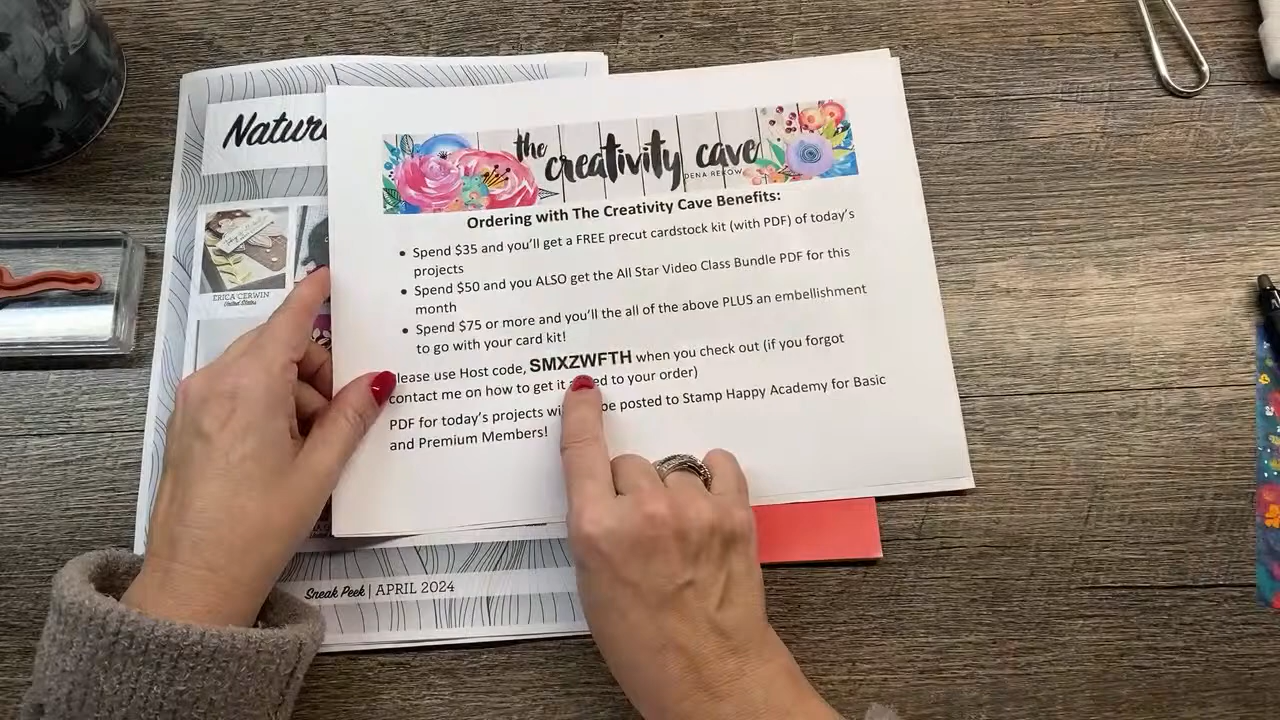 Natur
ERICA CERWIN
United States
Sneak Peek | APRIL 2024
the
creativity cave
DENA REKOW
Ordering with The Creativity Cave Benefits:
• Spend $35 and you'll get a FREE precut cardstock kit (with PDF) of today's
projects
• Spend $50 and you ALSO get the All Star Video Class Bundle PDF for this
month
• Spend $75 or more and you'll the all of the above PLUS an embellishment
to go with your card kit!
lease use Host code, SMXZWFTH when you check out (if you forgot
contact me on how to get it to your order)
PDF for today's projects be posted to Stamp Happy Academy for Basic
and Premium Members!